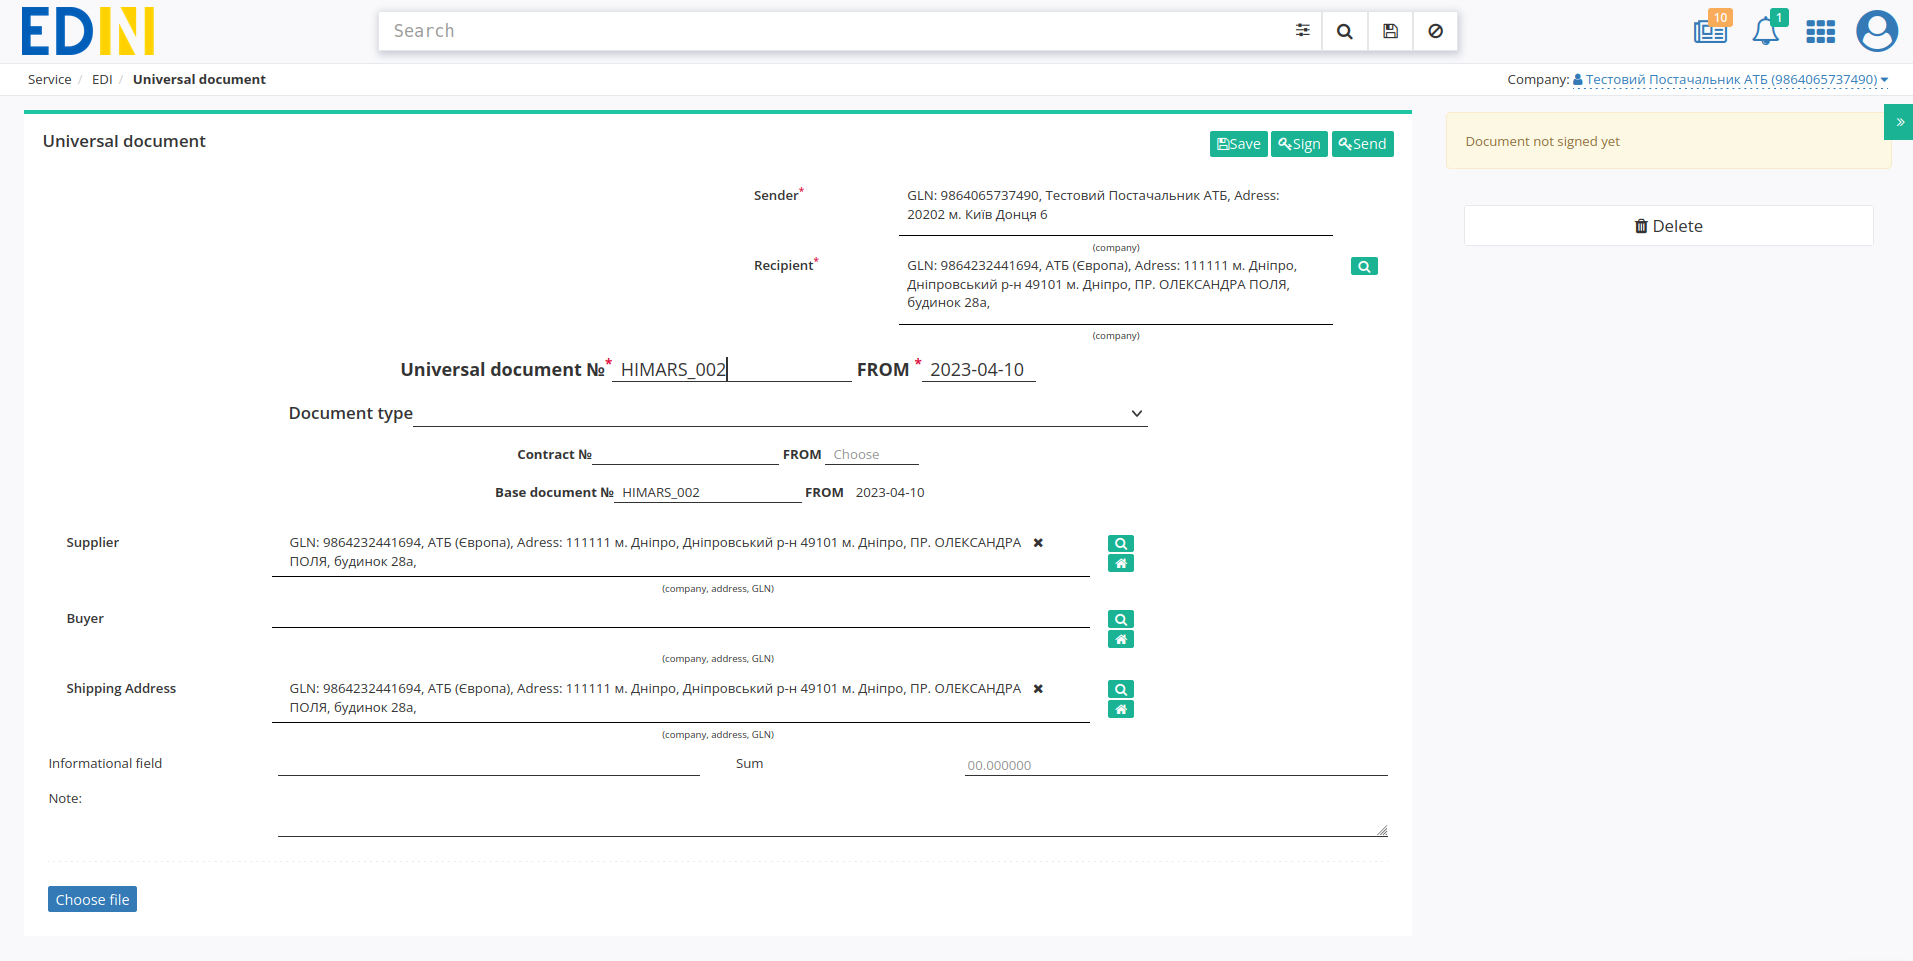 EDIN
Search
10
1
Service / EDI / Universal document
Company: Тестовий Постачальник АТБ (9864065737490)
»
Universal document
Save Sign Send
Document not signed yet
Delete
Sender* GLN: 9864065737490, Тестовий Постачальник АТБ, Adress:
20202 м. Київ Донця 6
(company)
Recipient* GLN: 9864232441694, АТБ (Європа), Adress: 111111 м. Дніпро,
Дніпровський р-н 49101 м. Дніпро, ПР. ОЛЕКСАНДРА ПОЛЯ,
будинок 28а,
(company)
Universal document №* HIMARS_002 FROM * 2023-04-10
Document type
Contract № FROM Choose
Base document № HIMARS_002 FROM 2023-04-10
Supplier GLN: 9864232441694, АТБ (Європа), Adress: 111111 м. Дніпро, Дніпровський р-н 49101 м. Дніпро, ПР. ОЛЕКСАНДРА
ПОЛЯ, будинок 28а,
(company, address, GLN)
Buyer
(company, address, GLN)
Shipping Address GLN: 9864232441694, АТБ (Європа), Adress: 111111 м. Дніпро, Дніпровський р-н 49101 м. Дніпро, ПР. ОЛЕКСАНДРА
ПОЛЯ, будинок 28а,
(company, address, GLN)
Informational field Sum 00.000000
Note:
Choose file